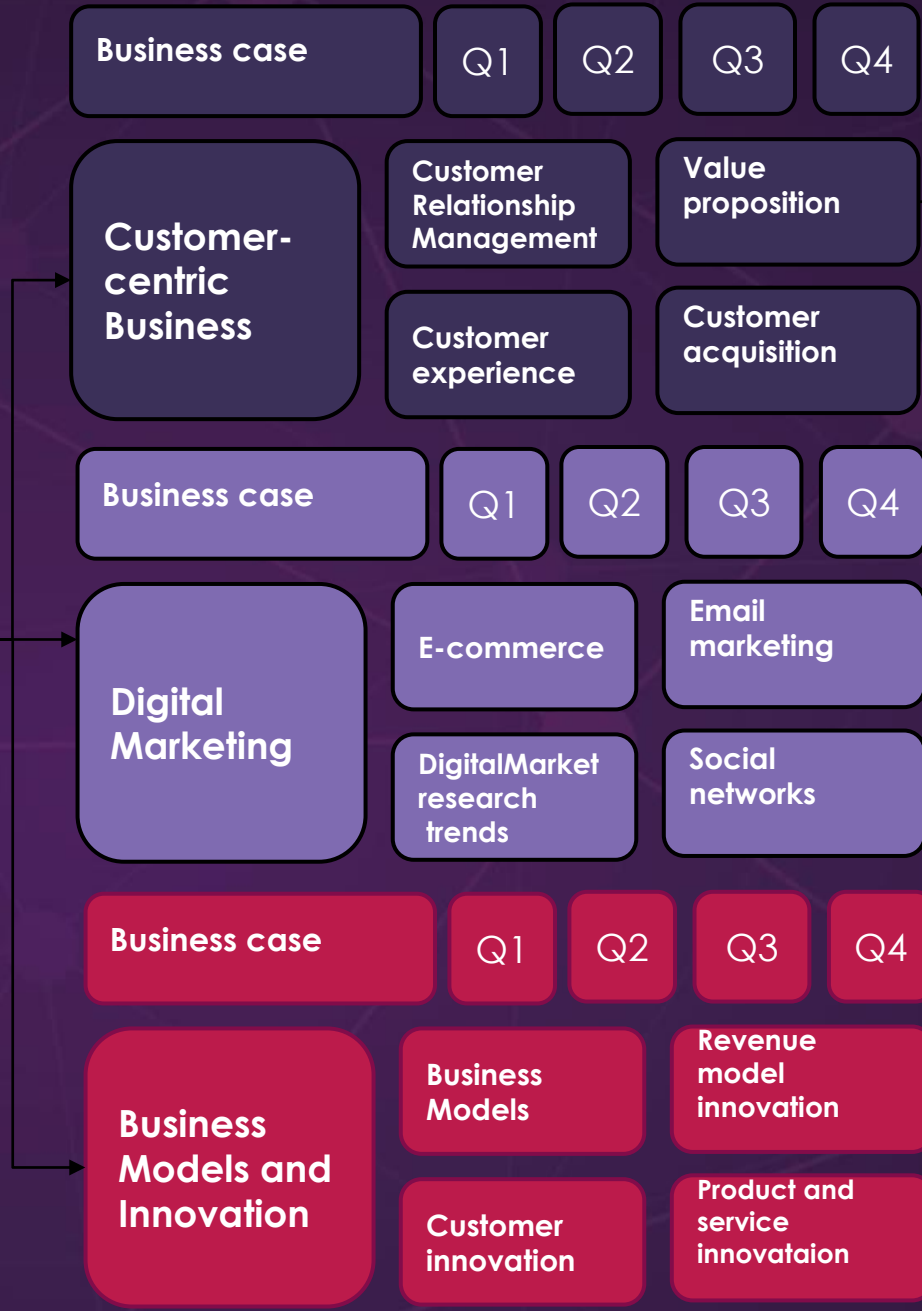 Business case
Q1
Q2
Q3
Q4
Customer-
centric
Business
Customer
Relationship
Management
Value
proposition
Customer
experience
Customer
acquisition
Business case
Q1
Q2
Q3
Q4
Digital
Marketing
E-commerce
Email
marketing
DigitalMarket
research
trends
Social
networks
Business case
Q1
Q2
Q3
Q4
Business
Models and
Innovation
Business
Models
Revenue
model
innovation
Customer
innovation
Product and
service
innovataion